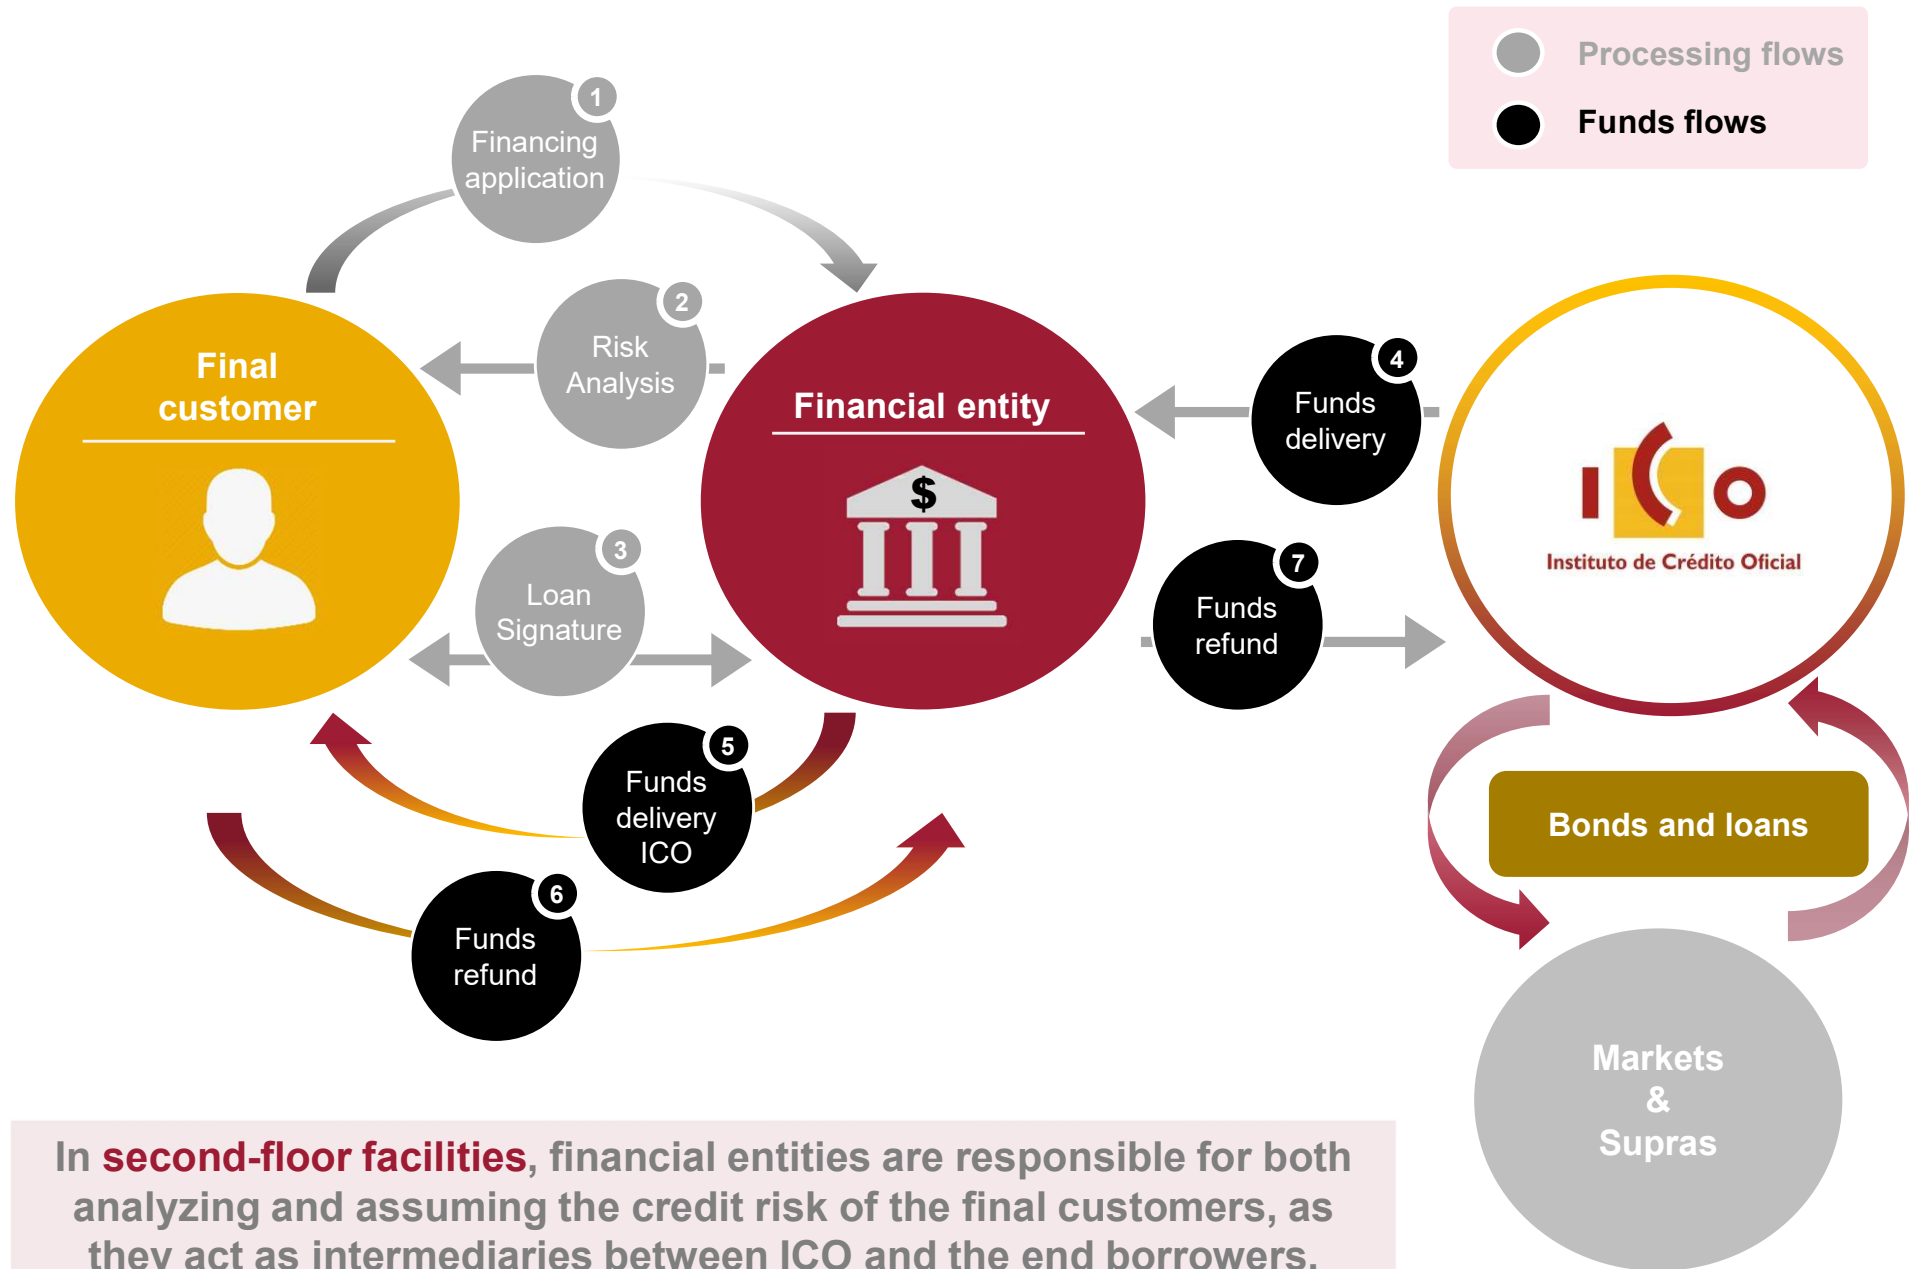 Processing flows
Funds flows
1
Financing
application
2
Risk
Analysis
3
Loan
Signature
Final
customer
Financial entity
$
4
Funds
delivery
7
Funds
refund
ICO
Instituto de Crédito Oficial
5
Funds
delivery
ICO
6
Funds
refund
Bonds and loans
Markets
&
Supras
In second-floor facilities, financial entities are responsible for both
analyzing and assuming the credit risk of the final customers, as
they act as intermediaries between ICO and the end borrowers.